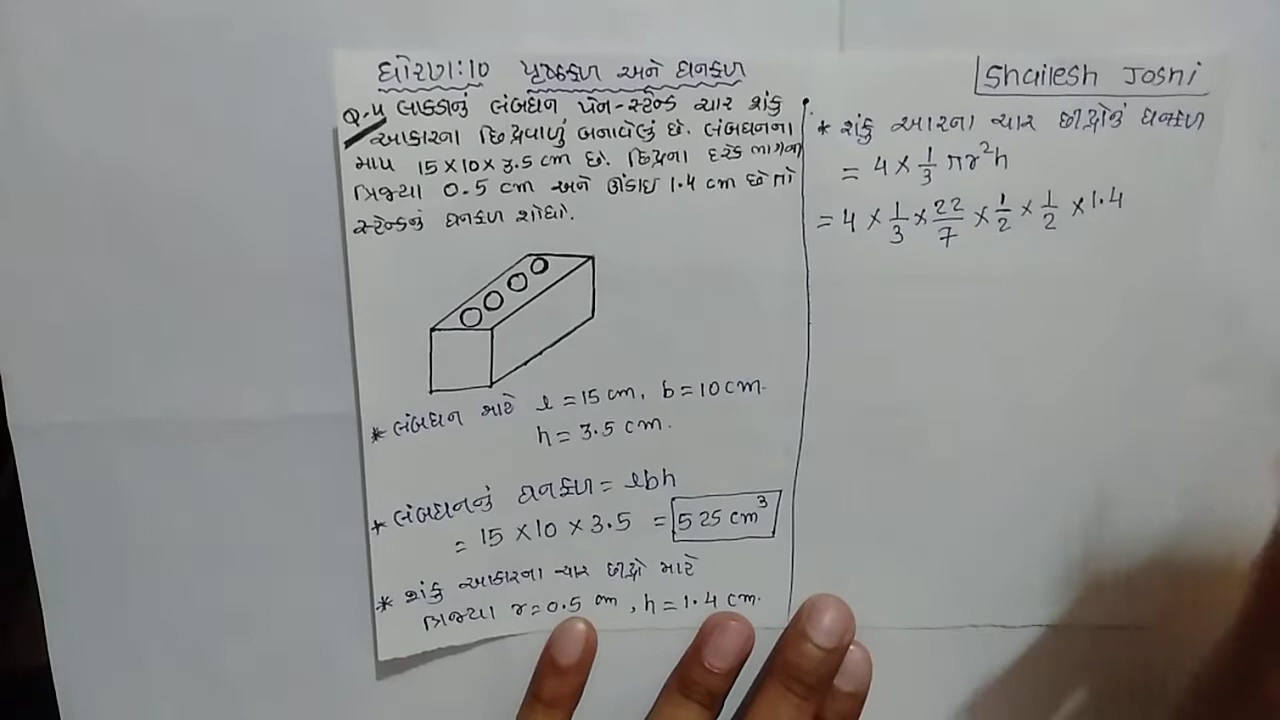 ધોરણ:10 પૃષ્ઠફળ અને ઘનફળ
Q-4 લાકડાનું લંબઘન પેન-સ્ટેન્ડ ચાર શંકુ
આકારના છિદ્રવાળું બનાવેલું છે. લંબઘનના
માપ 15×10×3.5 cm છે. છિદ્રના દરેક ભાગની
ત્રિજ્યા 0.5 cm અને ઊંડાઇ 1.4 cm છે તો
સ્ટેન્ડનું ઘનફળ શોધો.
* લંબઘન માટે l = 15 cm, b = 10 cm.
h = 3.5 cm.
* લંબઘનનું ઘનફળ = lbh
= 15 × 10 × 3.5 = 525 cm³
* શંકુ આકારના ચાર છીદ્રો માટે
ત્રિજ્યા r = 0.5 cm, h = 1.4 cm.
Shailesh Joshi
* શંકુ આકારના ચાર છીદ્રોનું ઘનફળ
= 4 × 1/3 πr²h
= 4 × 1/3 × 22/7 × 1/2 × 1/2 × 1.4